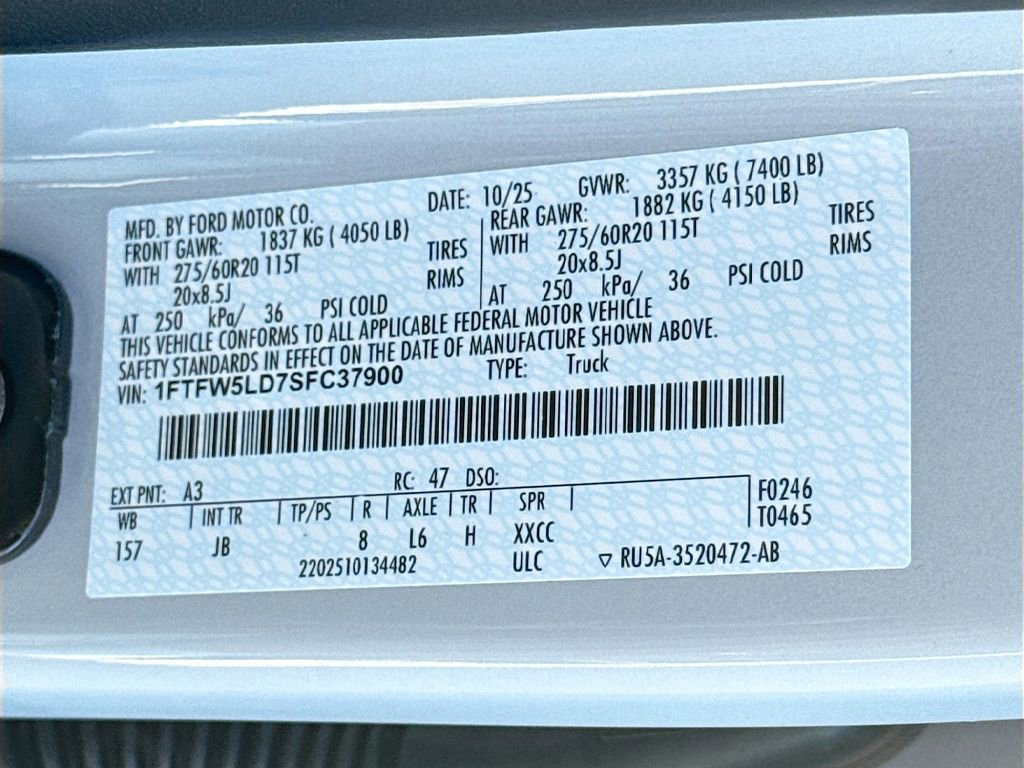 MFD. BY FORD MOTOR CO. DATE: 10/25 GVWR: 3357 KG ( 7400 LB)
FRONT GAWR: 1837 KG ( 4050 LB) REAR GAWR: 1882 KG ( 4150 LB)
WITH 275/60R20 115T TIRES WITH 275/60R20 115T TIRES
20x8.5J RIMS 20x8.5J RIMS
AT 250 kPa/ 36 PSI COLD AT 250 kPa/ 36 PSI COLD
THIS VEHICLE CONFORMS TO ALL APPLICABLE FEDERAL MOTOR VEHICLE
SAFETY STANDARDS IN EFFECT ON THE DATE OF MANUFACTURE SHOWN ABOVE.
VIN: 1FTFW5LD7SFC37900 TYPE: Truck
EXT PNT: A3 RC: 47 DSO:
WB INT TR TP/PS R AXLE TR SPR F0246
157 JB 8 L6 H XXCC T0465
2202510134482 ULC ▽ RU5A-3520472-AB